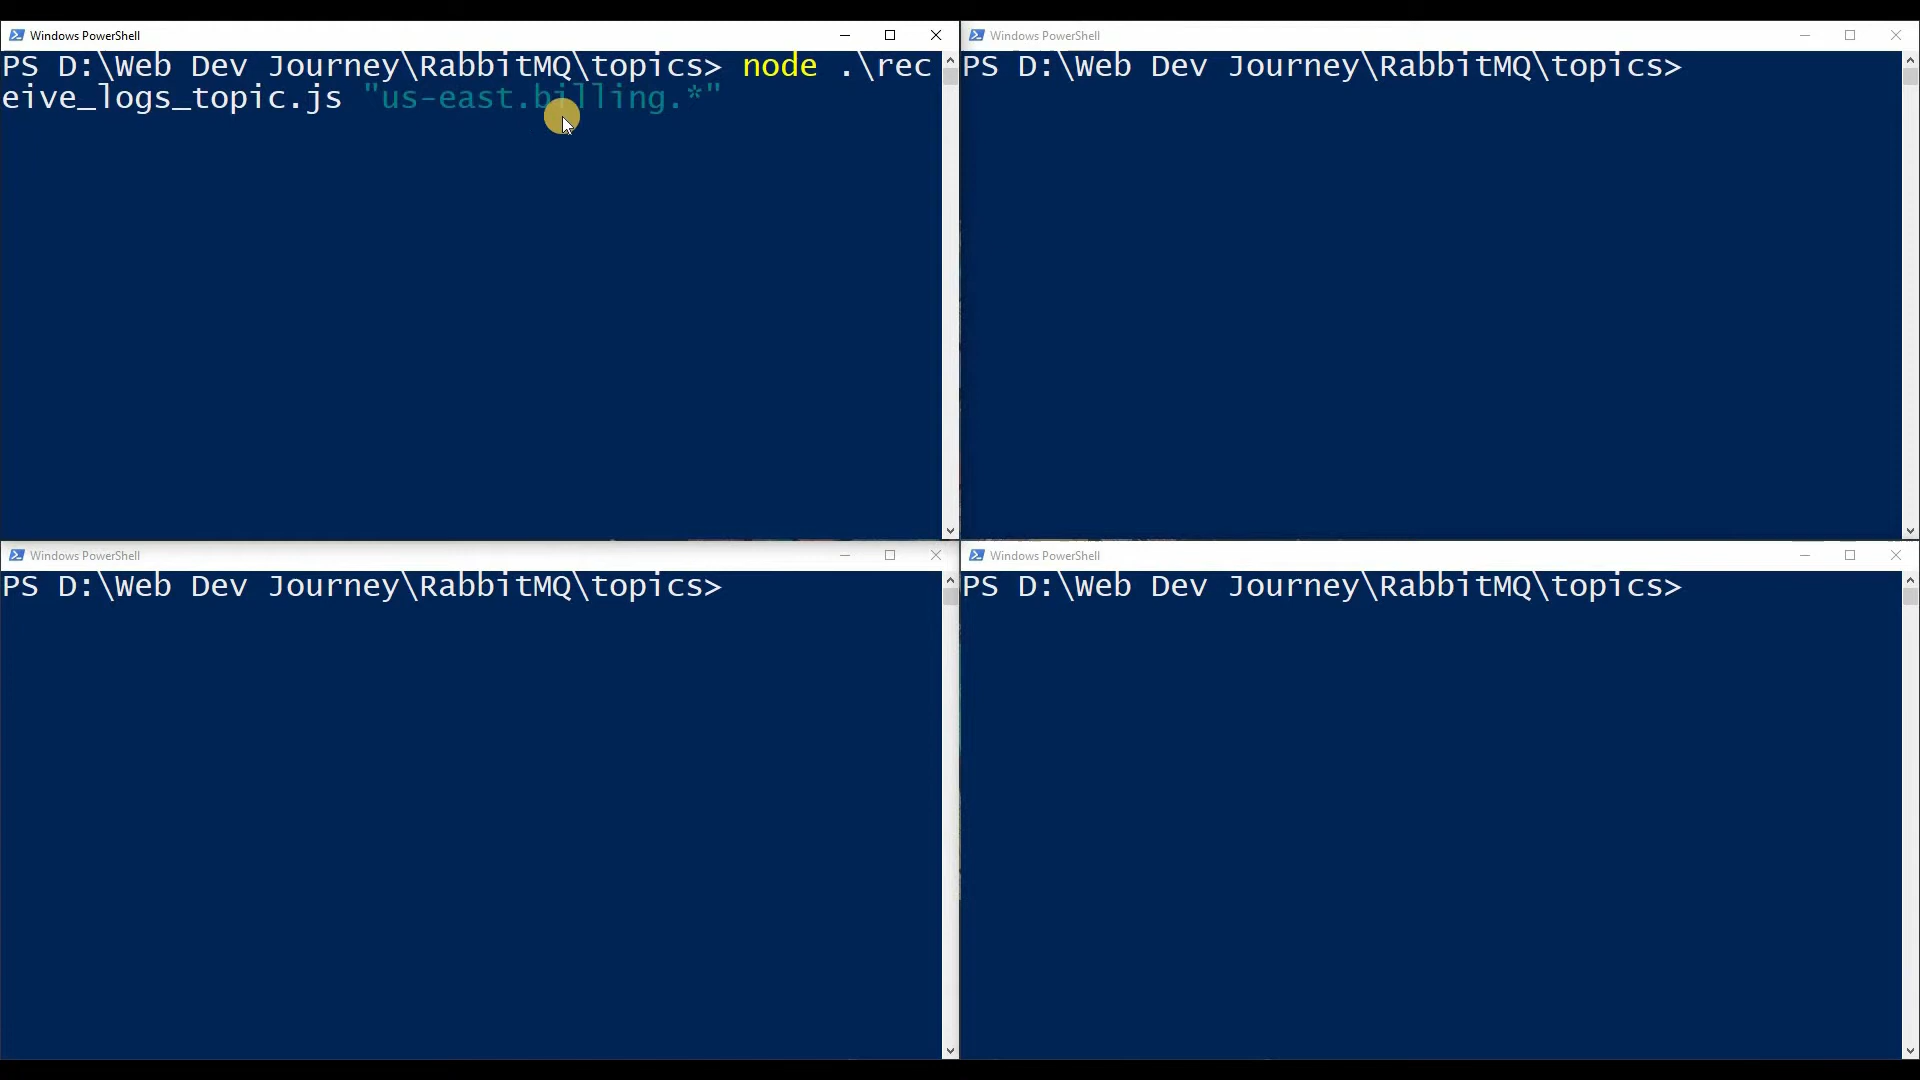 Windows PowerShell
PS D:\Web Dev Journey\RabbitMQ\topics> node .\rec
eive_logs_topic.js "us-east.billing.*"
Windows PowerShell
PS D:\Web Dev Journey\RabbitMQ\topics>
Windows PowerShell
PS D:\Web Dev Journey\RabbitMQ\topics>
Windows PowerShell
PS D:\Web Dev Journey\RabbitMQ\topics>